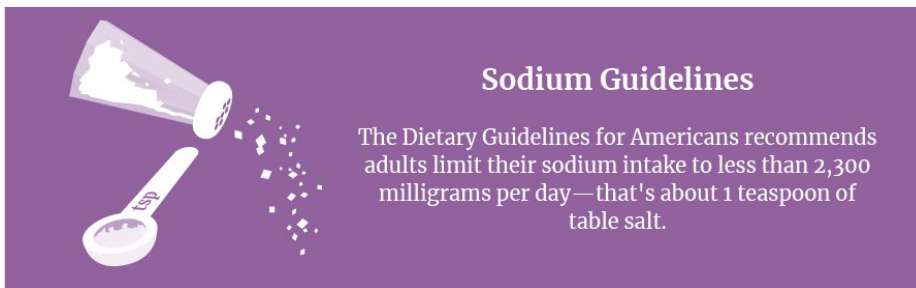 Sodium Guidelines
The Dietary Guidelines for Americans recommends
adults limit their sodium intake to less than 2,300
milligrams per day—that's about 1 teaspoon of
table salt.
tsp